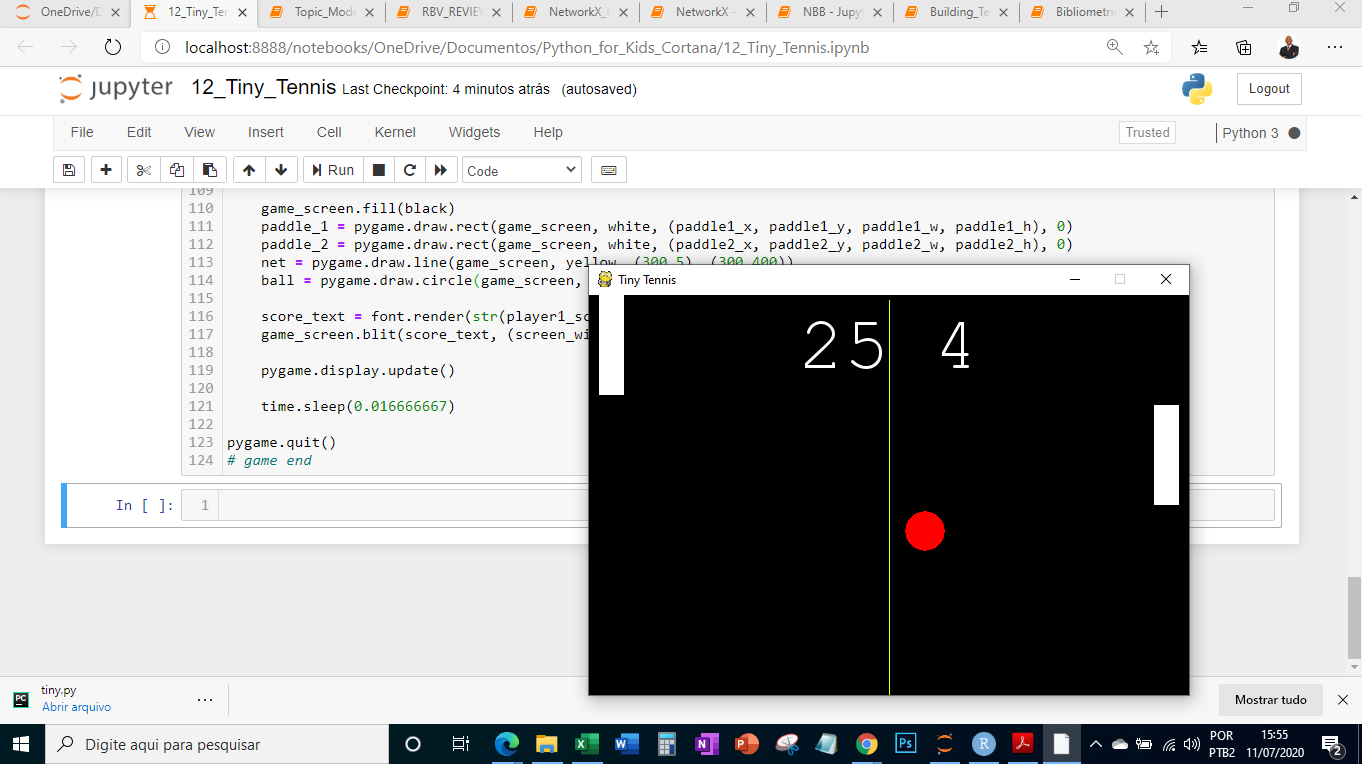 OneDrive/D
12_Tiny_Ter
Topic_Mode
RBV_REVIEW
NetworkX_E
NetworkX -
NBB - Jupyt
Building_Te
Bibliometri
localhost:8888/notebooks/OneDrive/Documentos/Python_for_Kids_Cortana/12_Tiny_Tennis.ipynb
jupyter 12_Tiny_Tennis Last Checkpoint: 4 minutos atrás (autosaved)
Logout
File Edit View Insert Cell Kernel Widgets Help
Trusted
Python 3
Run
Code
109
110 game_screen.fill(black)
111 paddle_1 = pygame.draw.rect(game_screen, white, (paddle1_x, paddle1_y, paddle1_w, paddle1_h), 0)
112 paddle_2 = pygame.draw.rect(game_screen, white, (paddle2_x, paddle2_y, paddle2_w, paddle2_h), 0)
113 net = pygame.draw.line(game_screen, yellow, (300,5), (300,400))
114 ball = pygame.draw.circle(game_screen,
115
116 score_text = font.render(str(player1_sc
117 game_screen.blit(score_text, (screen_wi
118
119 pygame.display.update()
120
121 time.sleep(0.016666667)
122
123 pygame.quit()
124 # game end
In [ ]: 1
Tiny Tennis
25 4
tiny.py
Abrir arquivo
Mostrar tudo
Digite aqui para pesquisar
POR
PTB2
15:55
11/07/2020
2